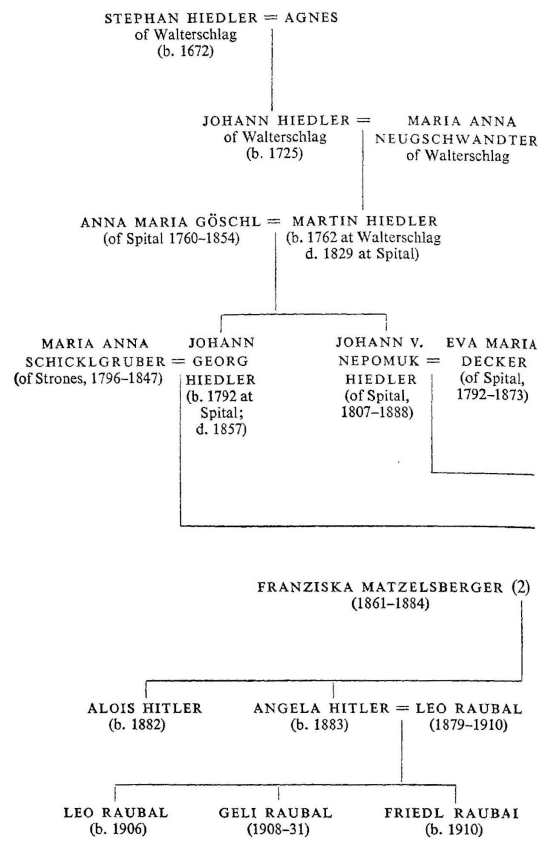 STEPHAN HIEDLER = AGNES
of Walterschlag
(b. 1672)
JOHANN HIEDLER = MARIA ANNA
of Walterschlag NEUGSCHWANDTER
(b. 1725) of Walterschlag
ANNA MARIA GÖSCHL = MARTIN HIEDLER
(of Spital 1760–1854) (b. 1762 at Walterschlag
d. 1829 at Spital)
MARIA ANNA JOHANN JOHANN V. EVA MARIA
SCHICKLGRUBER = GEORG NEPOMUK = DECKER
(of Strones, 1796–1847) HIEDLER HIEDLER (of Spital,
(b. 1792 at (of Spital, 1792–1873)
Spital; 1807–1888)
d. 1857)
FRANZISKA MATZELSBERGER (2)
(1861–1884)
ALOIS HITLER ANGELA HITLER = LEO RAUBAL
(b. 1882) (b. 1883) (1879–1910)
LEO RAUBAL GELI RAUBAL FRIEDL RAUBAI
(b. 1906) (1908–31) (b. 1910)